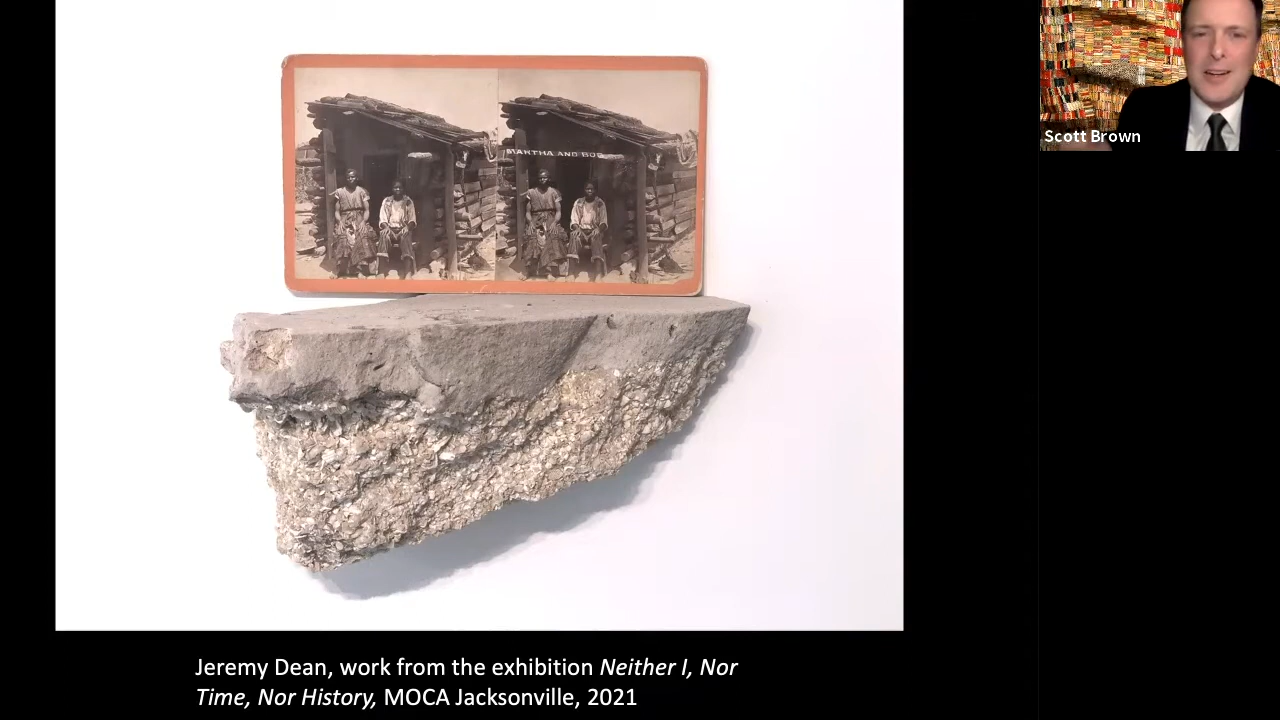 MARTHA AND BOB
Scott Brown
Jeremy Dean, work from the exhibition Neither I, Nor
Time, Nor History, MOCA Jacksonville, 2021